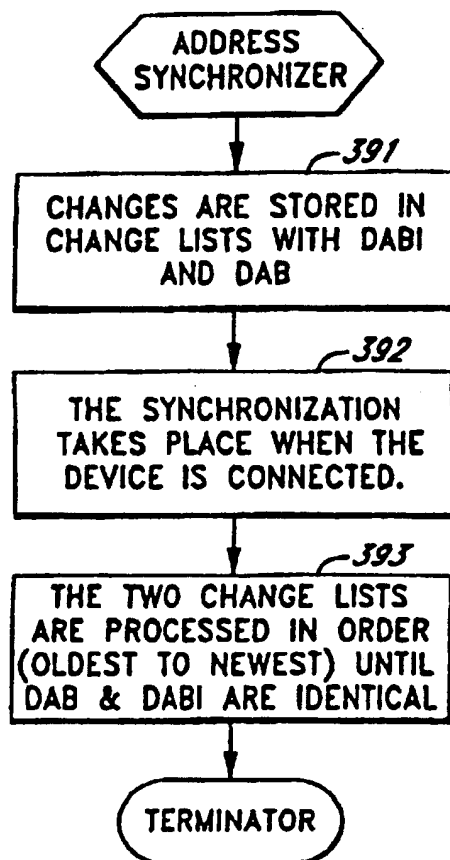 ADDRESS
SYNCHRONIZER
391
CHANGES ARE STORED IN
CHANGE LISTS WITH DABI
AND DAB
392
THE SYNCHRONIZATION
TAKES PLACE WHEN THE
DEVICE IS CONNECTED.
393
THE TWO CHANGE LISTS
ARE PROCESSED IN ORDER
(OLDEST TO NEWEST) UNTIL
DAB & DABI ARE IDENTICAL
TERMINATOR